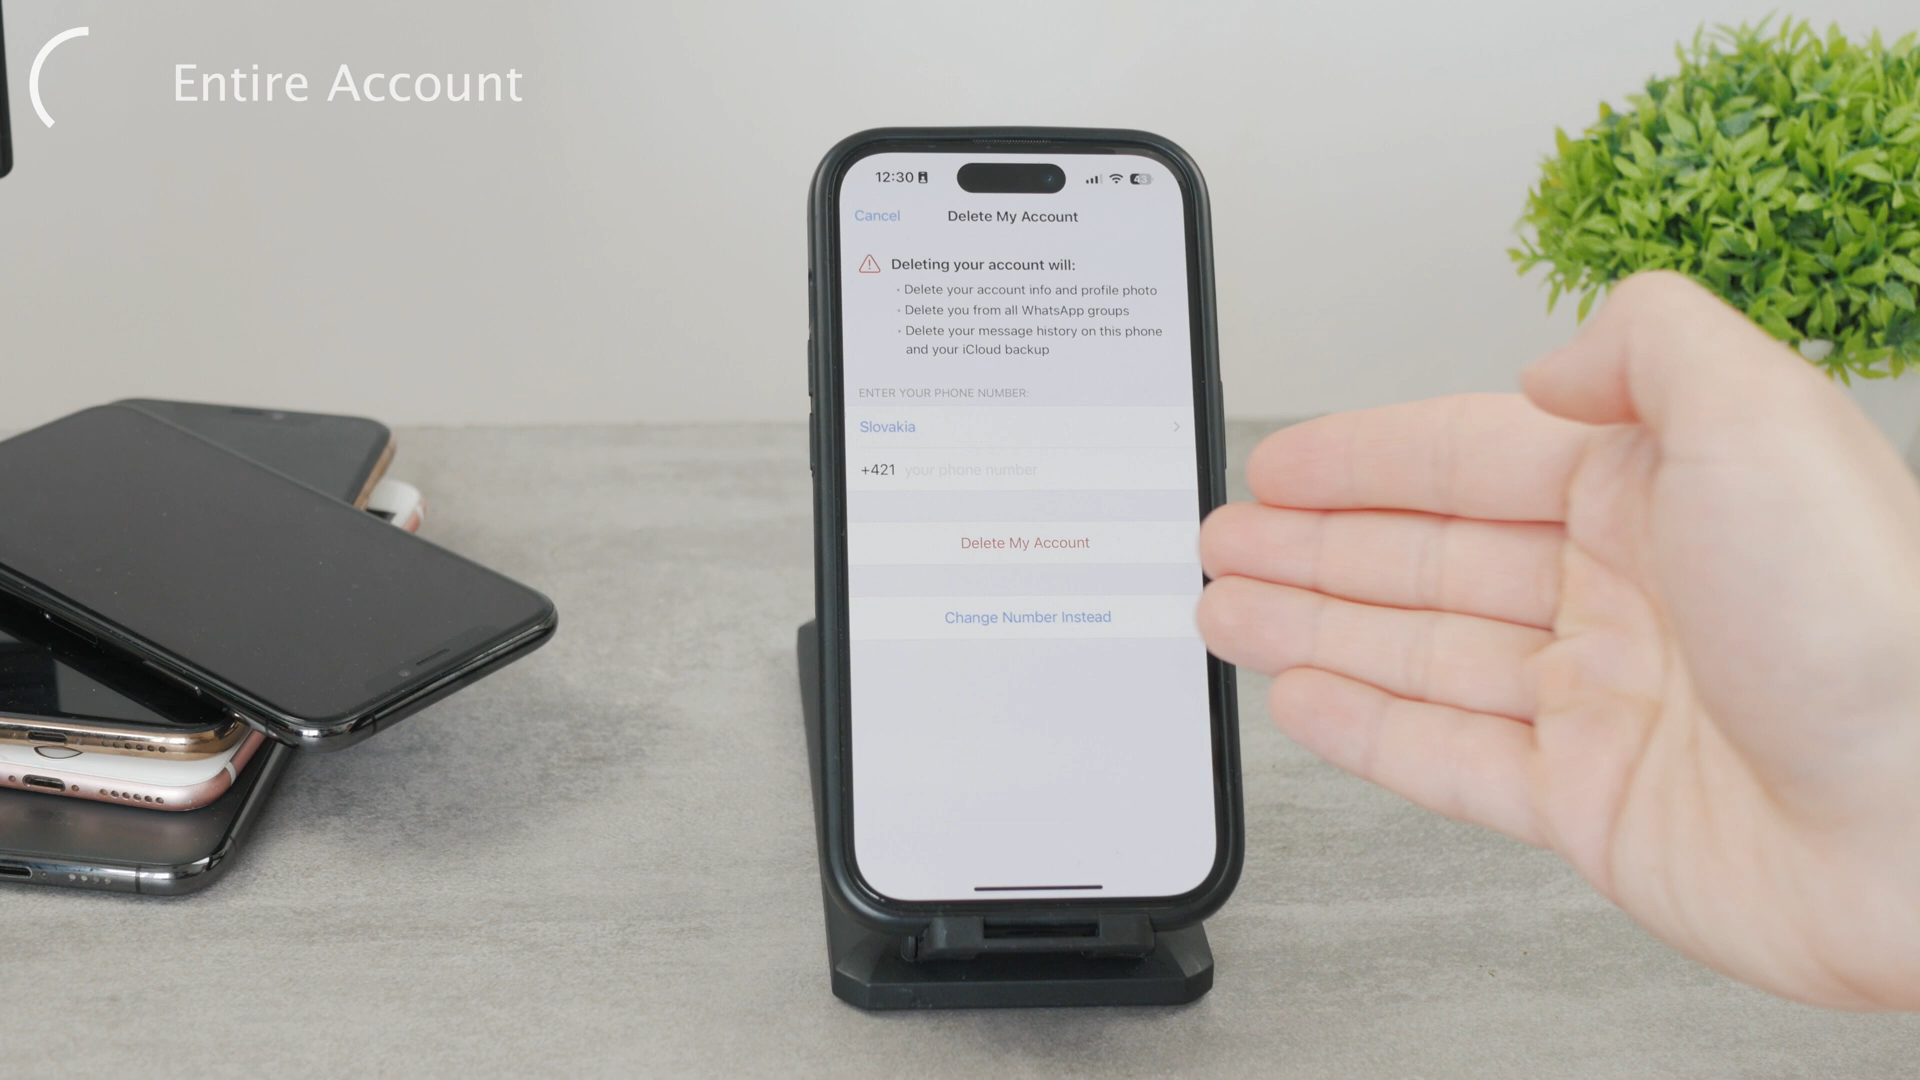 Entire Account
12:30
Cancel
Delete My Account
Deleting your account will:
· Delete your account info and profile photo
· Delete you from all WhatsApp groups
· Delete your message history on this phone
and your iCloud backup
ENTER YOUR PHONE NUMBER:
Slovakia
+421 your phone number
Delete My Account
Change Number Instead